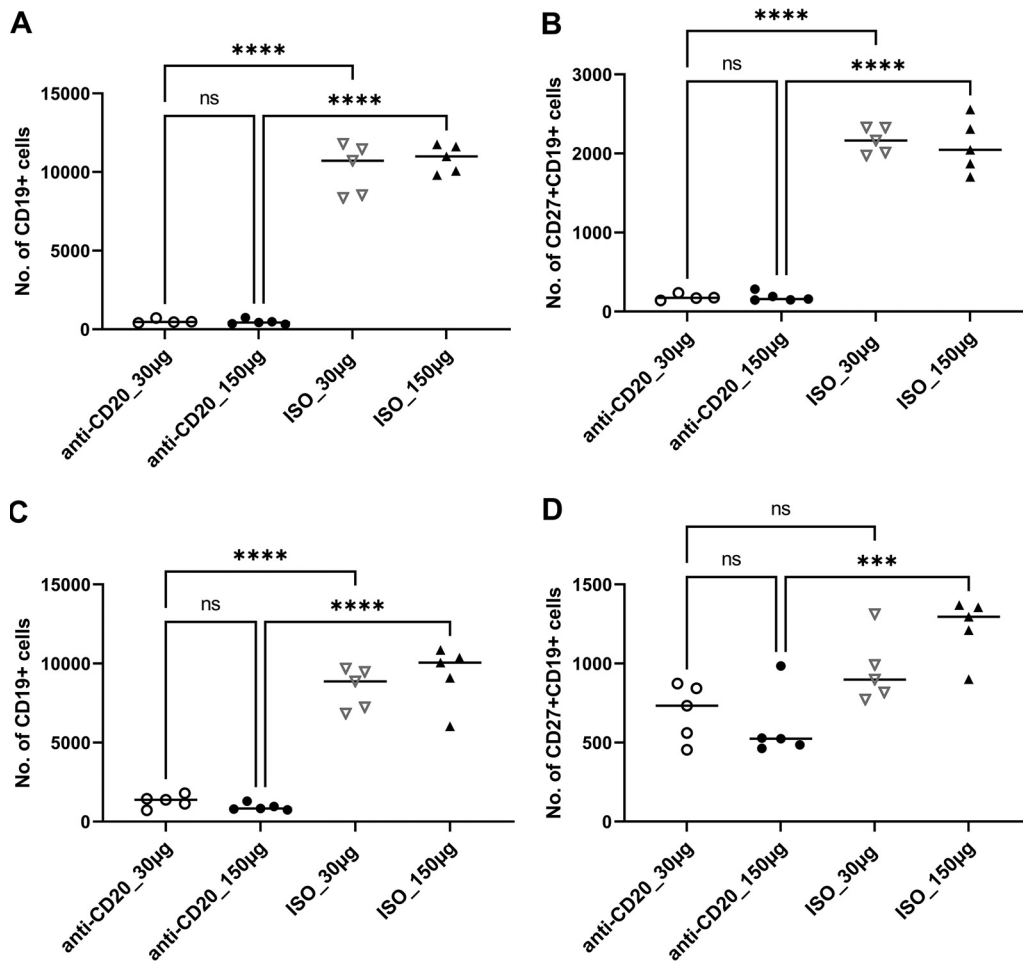 A
No. of CD19+ cells
15000
10000
5000
0
****
ns
****
anti-CD20_30µg
anti-CD20_150µg
ISO_30µg
ISO_150µg
B
No. of CD27+CD19+ cells
3000
2000
1000
0
****
ns
****
anti-CD20_30µg
anti-CD20_150µg
ISO_30µg
ISO_150µg
C
No. of CD19+ cells
15000
10000
5000
0
****
ns
****
anti-CD20_30µg
anti-CD20_150µg
ISO_30µg
ISO_150µg
D
No. of CD27+CD19+ cells
1500
1000
500
0
ns
ns
***
anti-CD20_30µg
anti-CD20_150µg
ISO_30µg
ISO_150µg